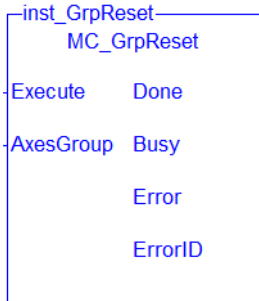 inst_GrpReset
MC_GrpReset
Execute Done
AxesGroup Busy
Error
ErrorID